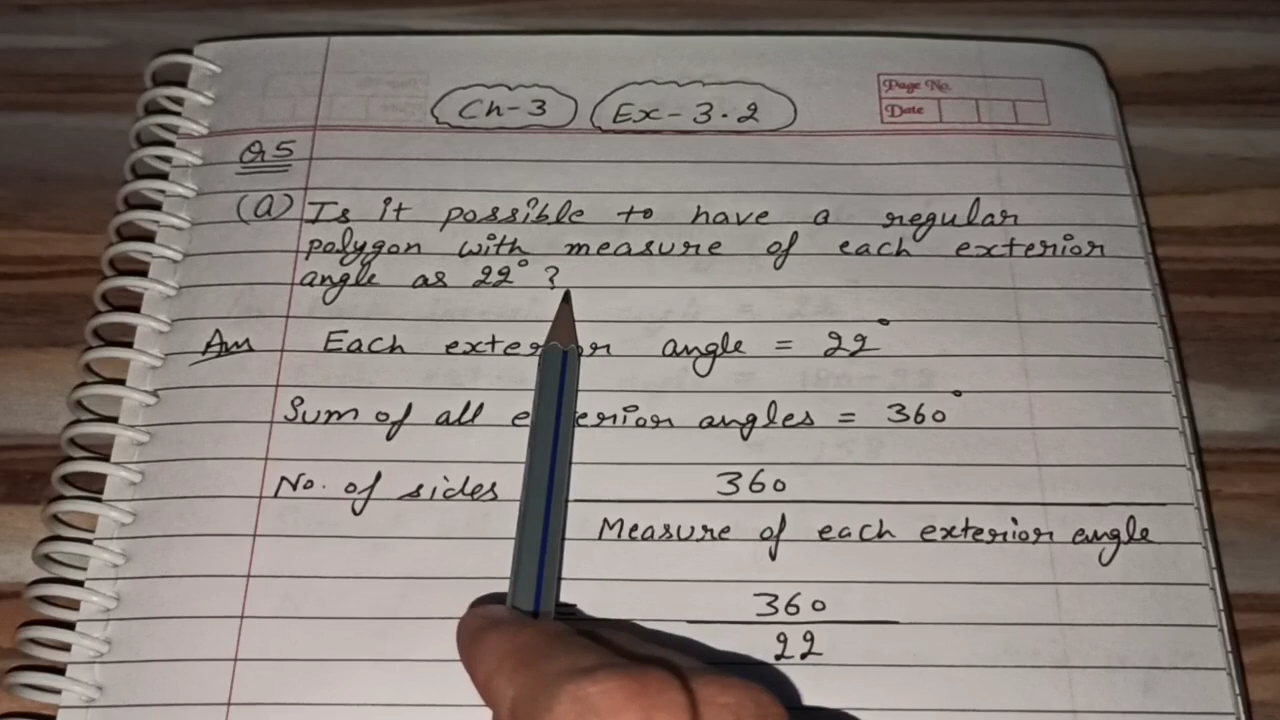 Ch-3 Ex-3.2
Page No.
Date
Q5
(a) Is it possible to have a regular
polygon with measure of each exterior
angle as 22° ?
Ans Each exterior angle = 22°
Sum of all exterior angles = 360°
No. of sides 360
Measure of each exterior angle
= 360
22